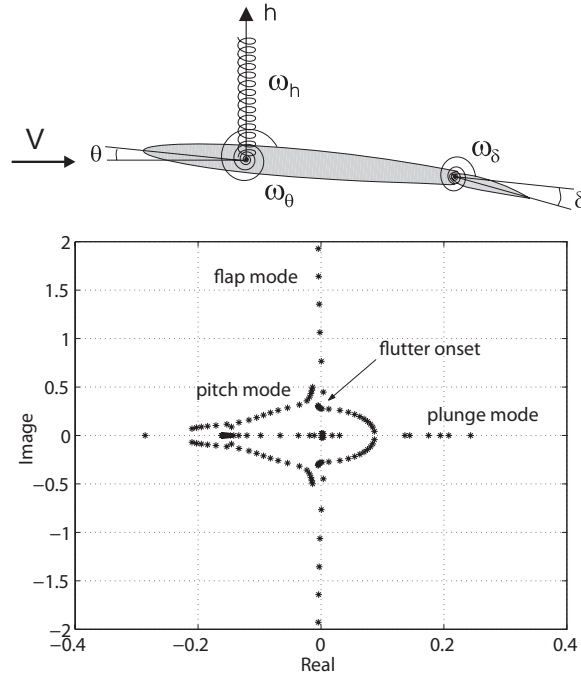 h
ω_h
V
θ
ω_θ
ω_δ
δ
2
1.5
1
0.5
0
−0.5
−1
−1.5
−2
Image
flap mode
flutter onset
pitch mode
plunge mode
−0.4
−0.2
0
0.2
0.4
Real